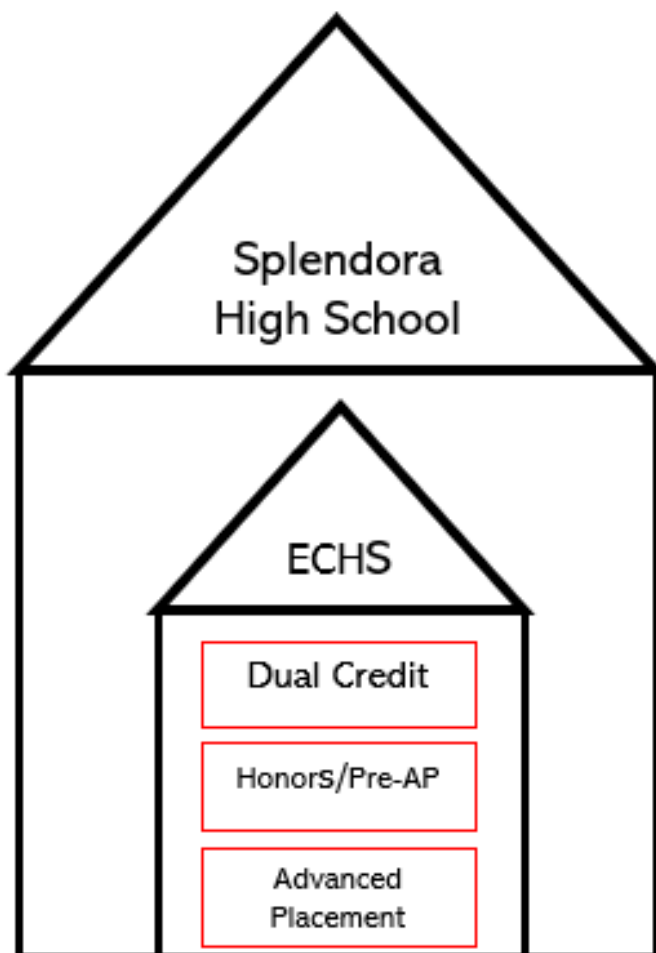 Splendora
High School
ECHS
Dual Credit
Honors/Pre-AP
Advanced
Placement